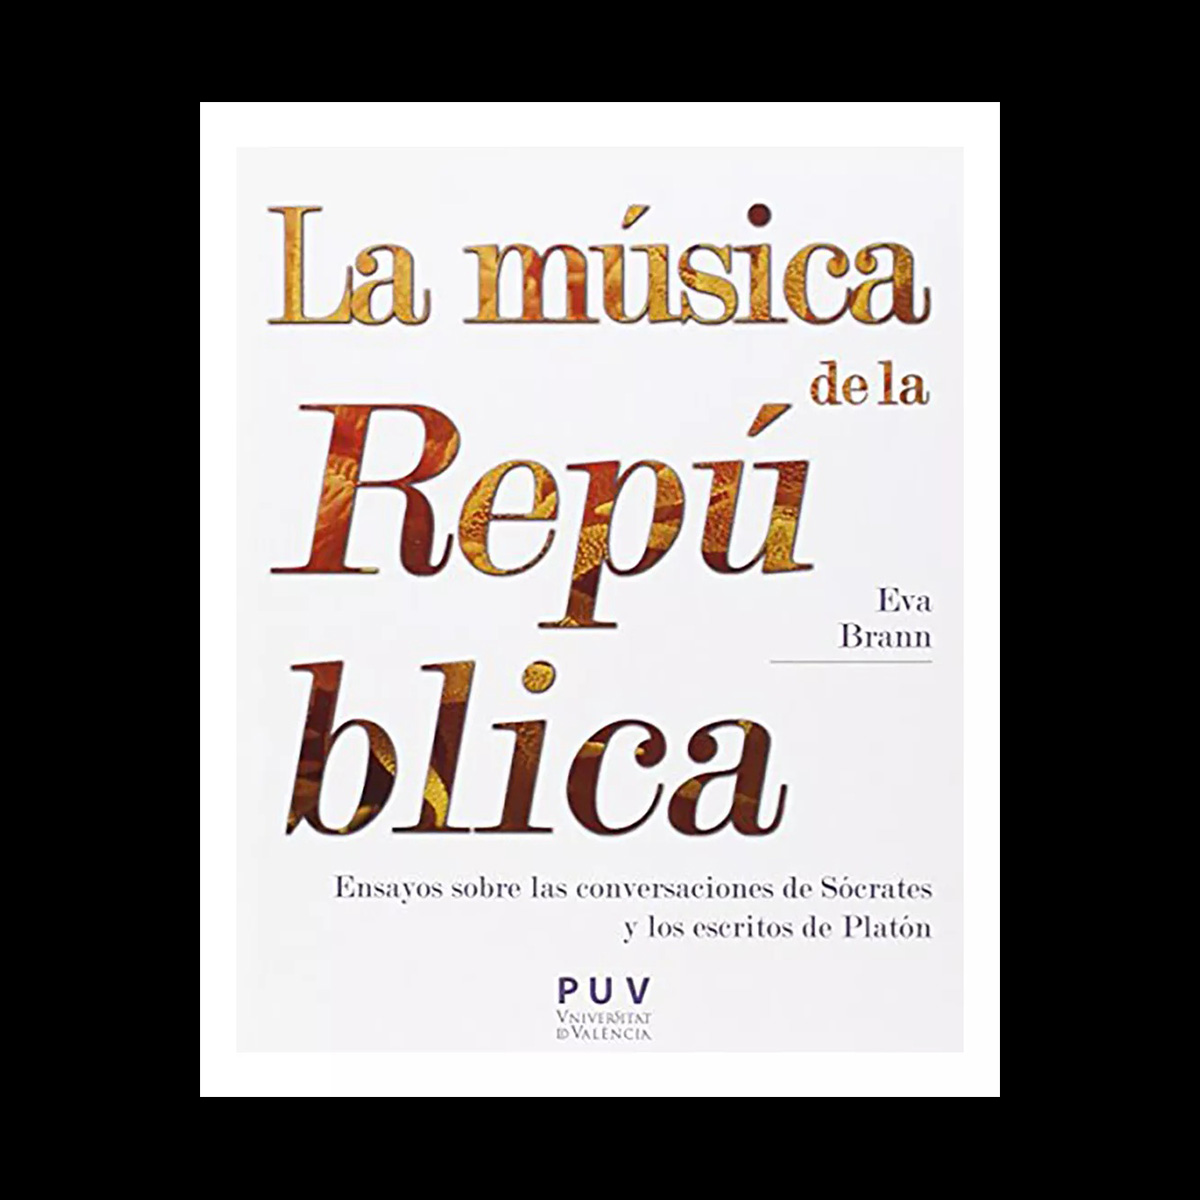 La música
de la
Repú
blica
Eva
Brann
Ensayos sobre las conversaciones de Sócrates
y los escritos de Platón
PUV
VNIVERSITAT
ID VALÈNCIA